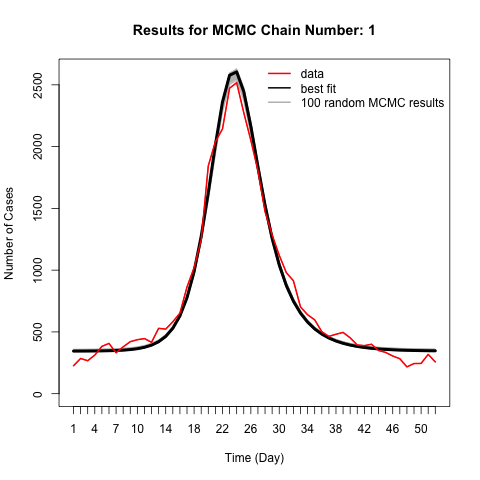 Results for MCMC Chain Number: 1
data
best fit
100 random MCMC results
Number of Cases
2500
2000
1500
1000
500
0
1 4 7 10 14 18 22 26 30 34 38 42 46 50
Time (Day)